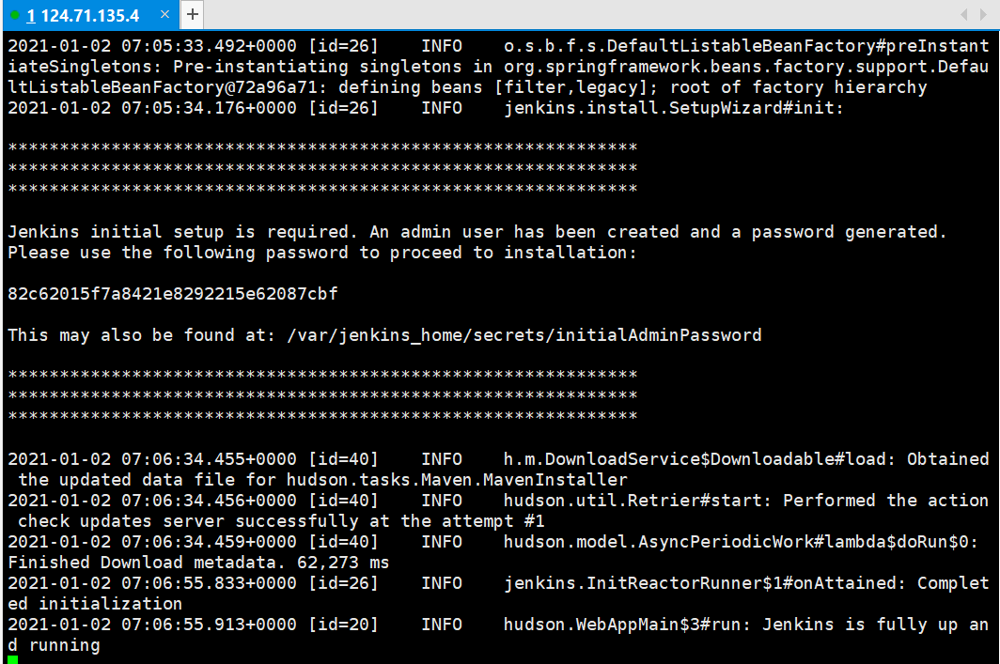 1 124.71.135.4 × +
2021-01-02 07:05:33.492+0000 [id=26]    INFO    o.s.b.f.s.DefaultListableBeanFactory#preInstant
iateSingletons: Pre-instantiating singletons in org.springframework.beans.factory.support.Defau
ltListableBeanFactory@72a96a71: defining beans [filter,legacy]; root of factory hierarchy
2021-01-02 07:05:34.176+0000 [id=26]    INFO    jenkins.install.SetupWizard#init:
*************************************************************
*************************************************************
*************************************************************
Jenkins initial setup is required. An admin user has been created and a password generated.
Please use the following password to proceed to installation:
82c62015f7a8421e8292215e62087cbf
This may also be found at: /var/jenkins_home/secrets/initialAdminPassword
*************************************************************
*************************************************************
*************************************************************
2021-01-02 07:06:34.455+0000 [id=40]    INFO    h.m.DownloadService$Downloadable#load: Obtained
 the updated data file for hudson.tasks.Maven.MavenInstaller
2021-01-02 07:06:34.456+0000 [id=40]    INFO    hudson.util.Retrier#start: Performed the action
 check updates server successfully at the attempt #1
2021-01-02 07:06:34.459+0000 [id=40]    INFO    hudson.model.AsyncPeriodicWork#lambda$doRun$0:
Finished Download metadata. 62,273 ms
2021-01-02 07:06:55.833+0000 [id=26]    INFO    jenkins.InitReactorRunner$1#onAttained: Complet
ed initialization
2021-01-02 07:06:55.913+0000 [id=20]    INFO    hudson.WebAppMain$3#run: Jenkins is fully up an
d running